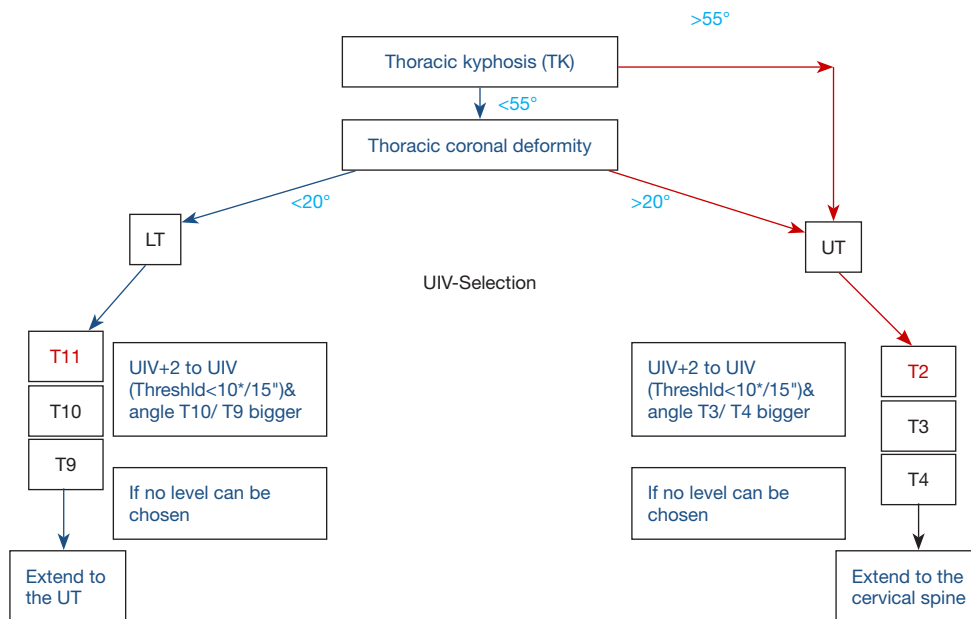 >55°
Thoracic kyphosis (TK)
<55°
Thoracic coronal deformity
<20°
>20°
LT
UT
UIV-Selection
T11
T10
T9
UIV+2 to UIV
(Threshld<10*/15")&
angle T10/ T9 bigger
If no level can be
chosen
Extend to
the UT
UIV+2 to UIV
(Threshld<10*/15")&
angle T3/ T4 bigger
If no level can be
chosen
T2
T3
T4
Extend to the
cervical spine